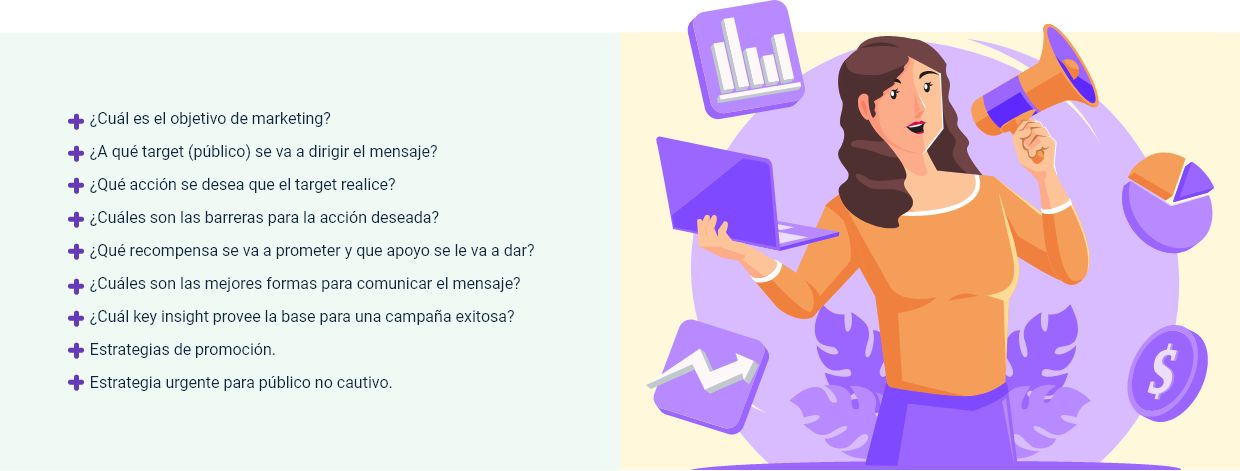 ¿Cuál es el objetivo de marketing?
¿A qué target (público) se va a dirigir el mensaje?
¿Qué acción se desea que el target realice?
¿Cuáles son las barreras para la acción deseada?
¿Qué recompensa se va a prometer y que apoyo se le va a dar?
¿Cuáles son las mejores formas para comunicar el mensaje?
¿Cuál key insight provee la base para una campaña exitosa?
Estrategias de promoción.
Estrategia urgente para público no cautivo.
$